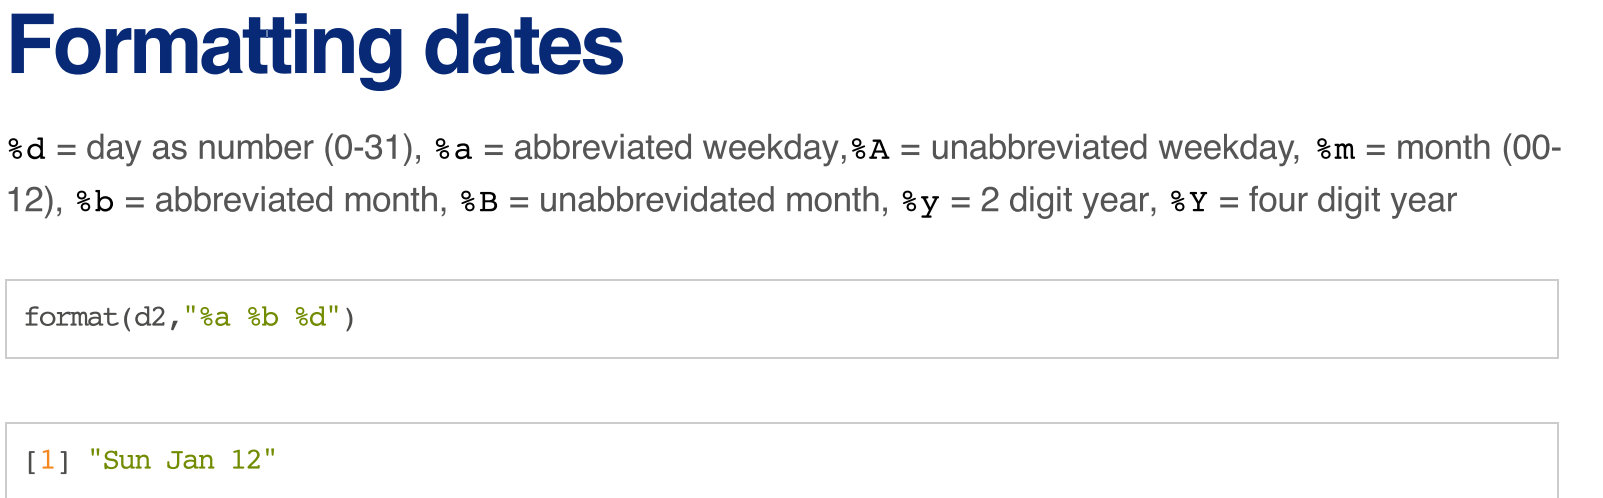 Formatting dates
%d = day as number (0-31), %a = abbreviated weekday,%A = unabbreviated weekday, %m = month (00-
12), %b = abbreviated month, %B = unabbrevidated month, %y = 2 digit year, %Y = four digit year
format(d2,"%a %b %d")
[1] "Sun Jan 12"